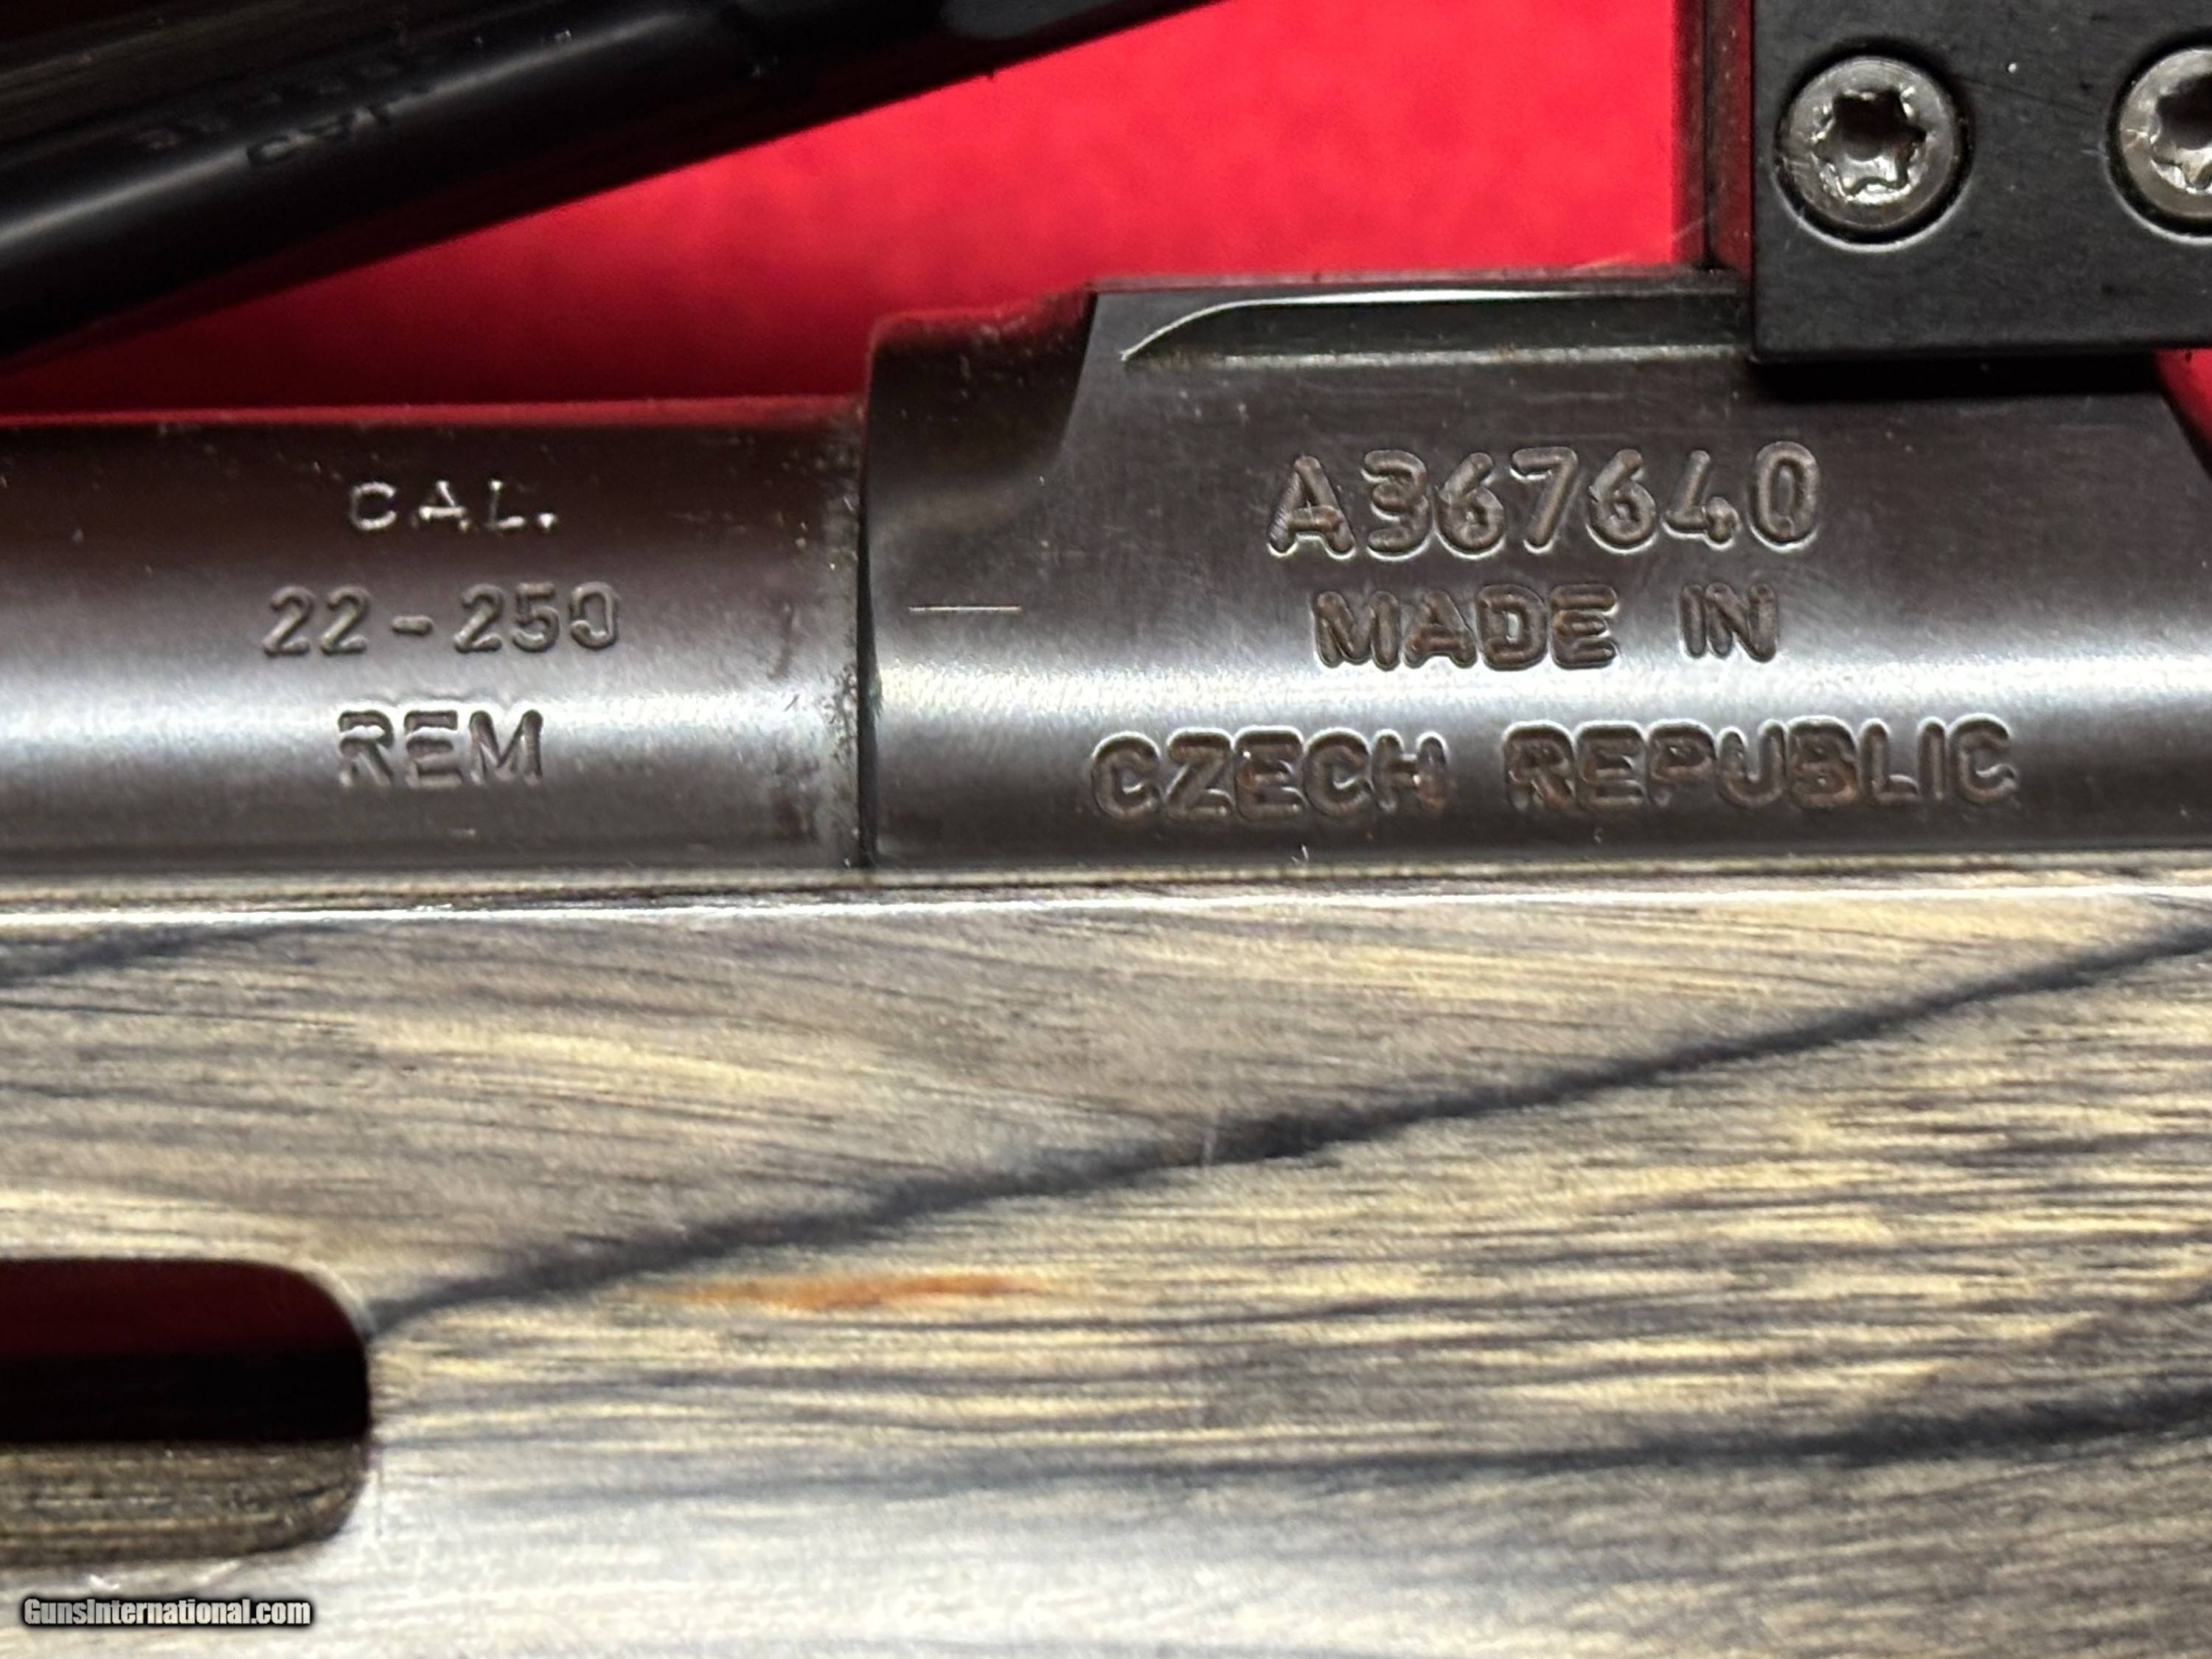 CAL.
22-250
REM
A367640
MADE IN
CZECH REPUBLIC
GunsInternational.com